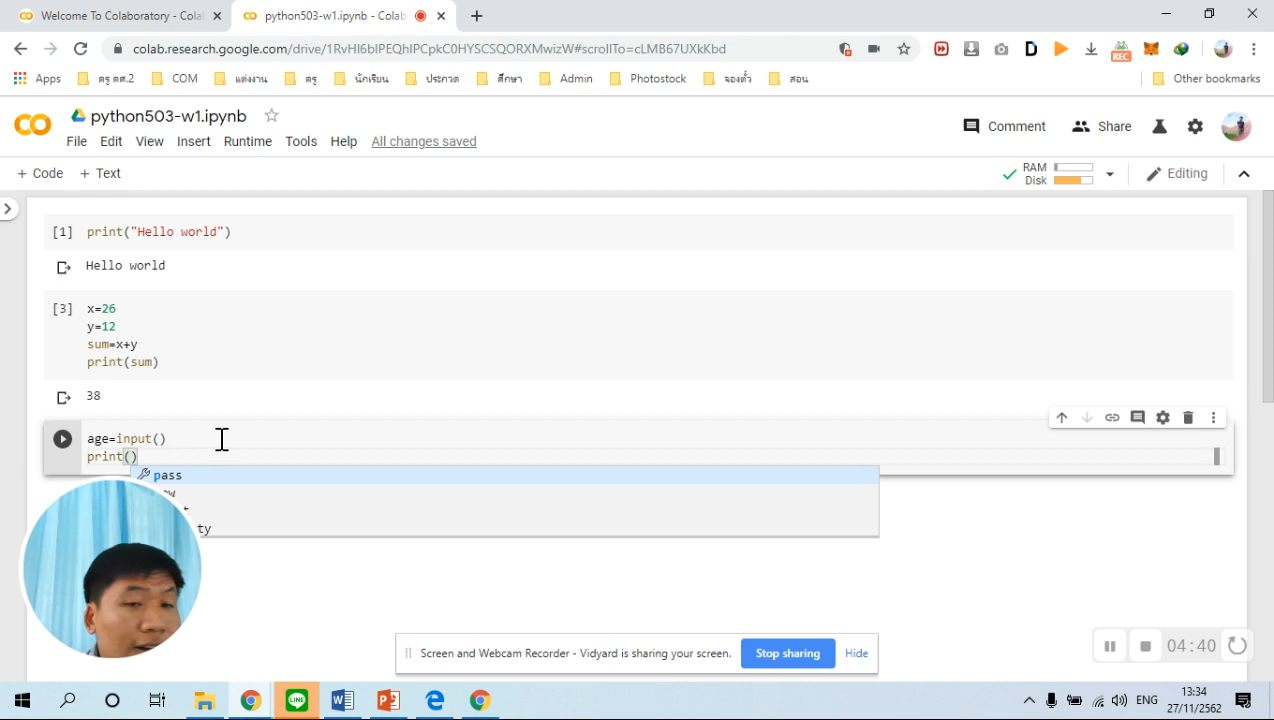 Welcome To Colaboratory - Colal
python503-w1.ipynb - Colab
colab.research.google.com/drive/1RvHI6bIPEQhIPCpkC0HYSCSQORXMwizW#scrollTo=cLMB67UXkKbd
REC
Apps ครู ตศ.2 COM แต่งงาน ครู นักเรียน ประกวด ศึกษา Admin Photostock จองตั๋ว สอน Other bookmarks
CO python503-w1.ipynb Comment Share
File Edit View Insert Runtime Tools Help All changes saved
+ Code + Text RAM Disk Editing
[1] print("Hello world")
Hello world
[3] x=26
y=12
sum=x+y
print(sum)
38
age=input()
print()
pass
ty
Screen and Webcam Recorder - Vidyard is sharing your screen. Stop sharing Hide
04:40
LINE W P ENG 13:34
27/11/2562